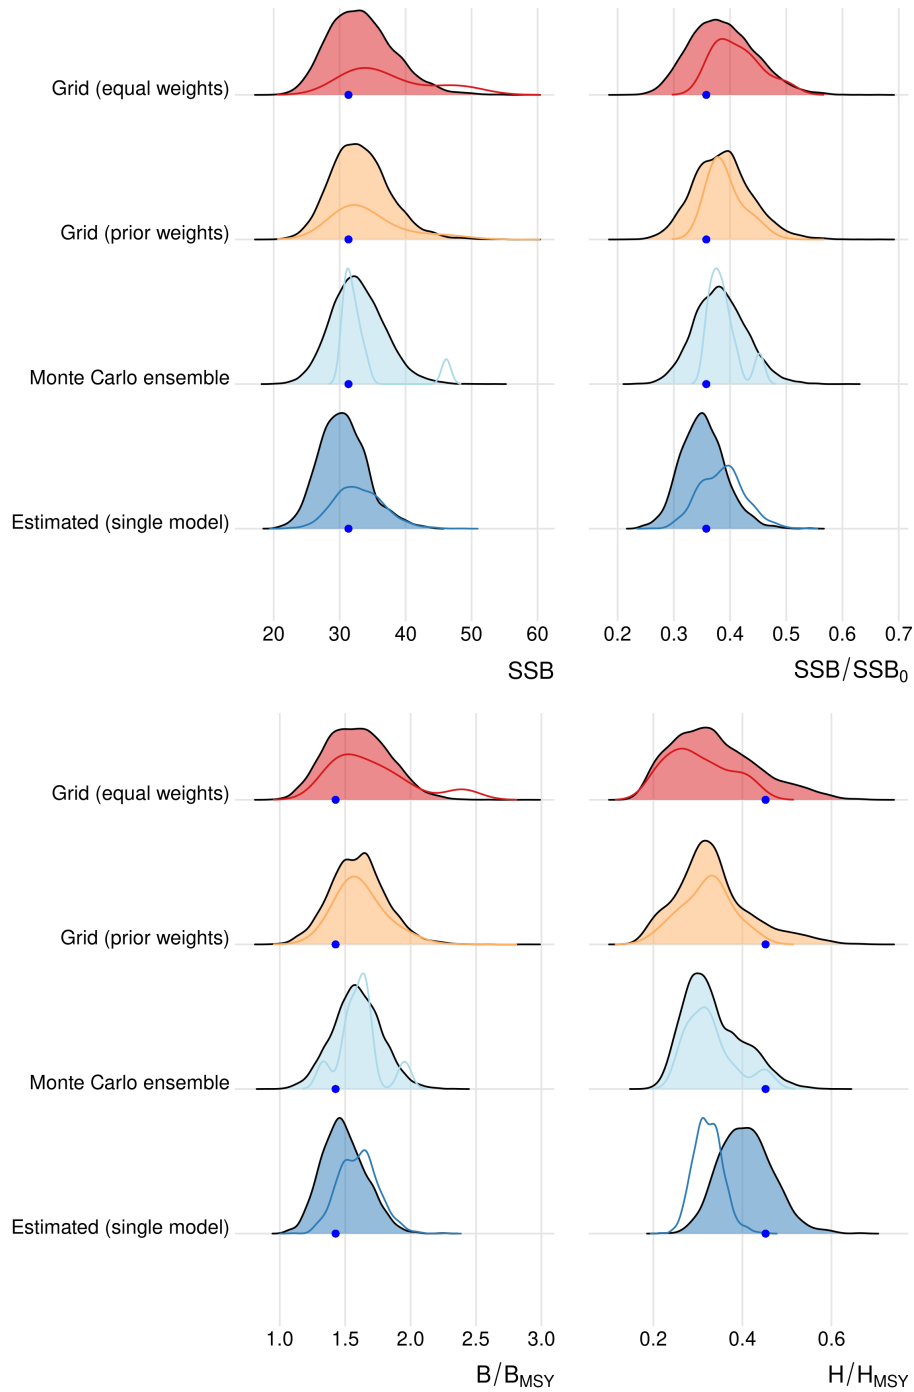 Grid (equal weights)
Grid (prior weights)
Monte Carlo ensemble
Estimated (single model)
20 30 40 50 60
0.2 0.3 0.4 0.5 0.6 0.7
SSB
SSB/SSB₀
Grid (equal weights)
Grid (prior weights)
Monte Carlo ensemble
Estimated (single model)
1.0 1.5 2.0 2.5 3.0
0.2 0.4 0.6
B/B_MSY
H/H_MSY